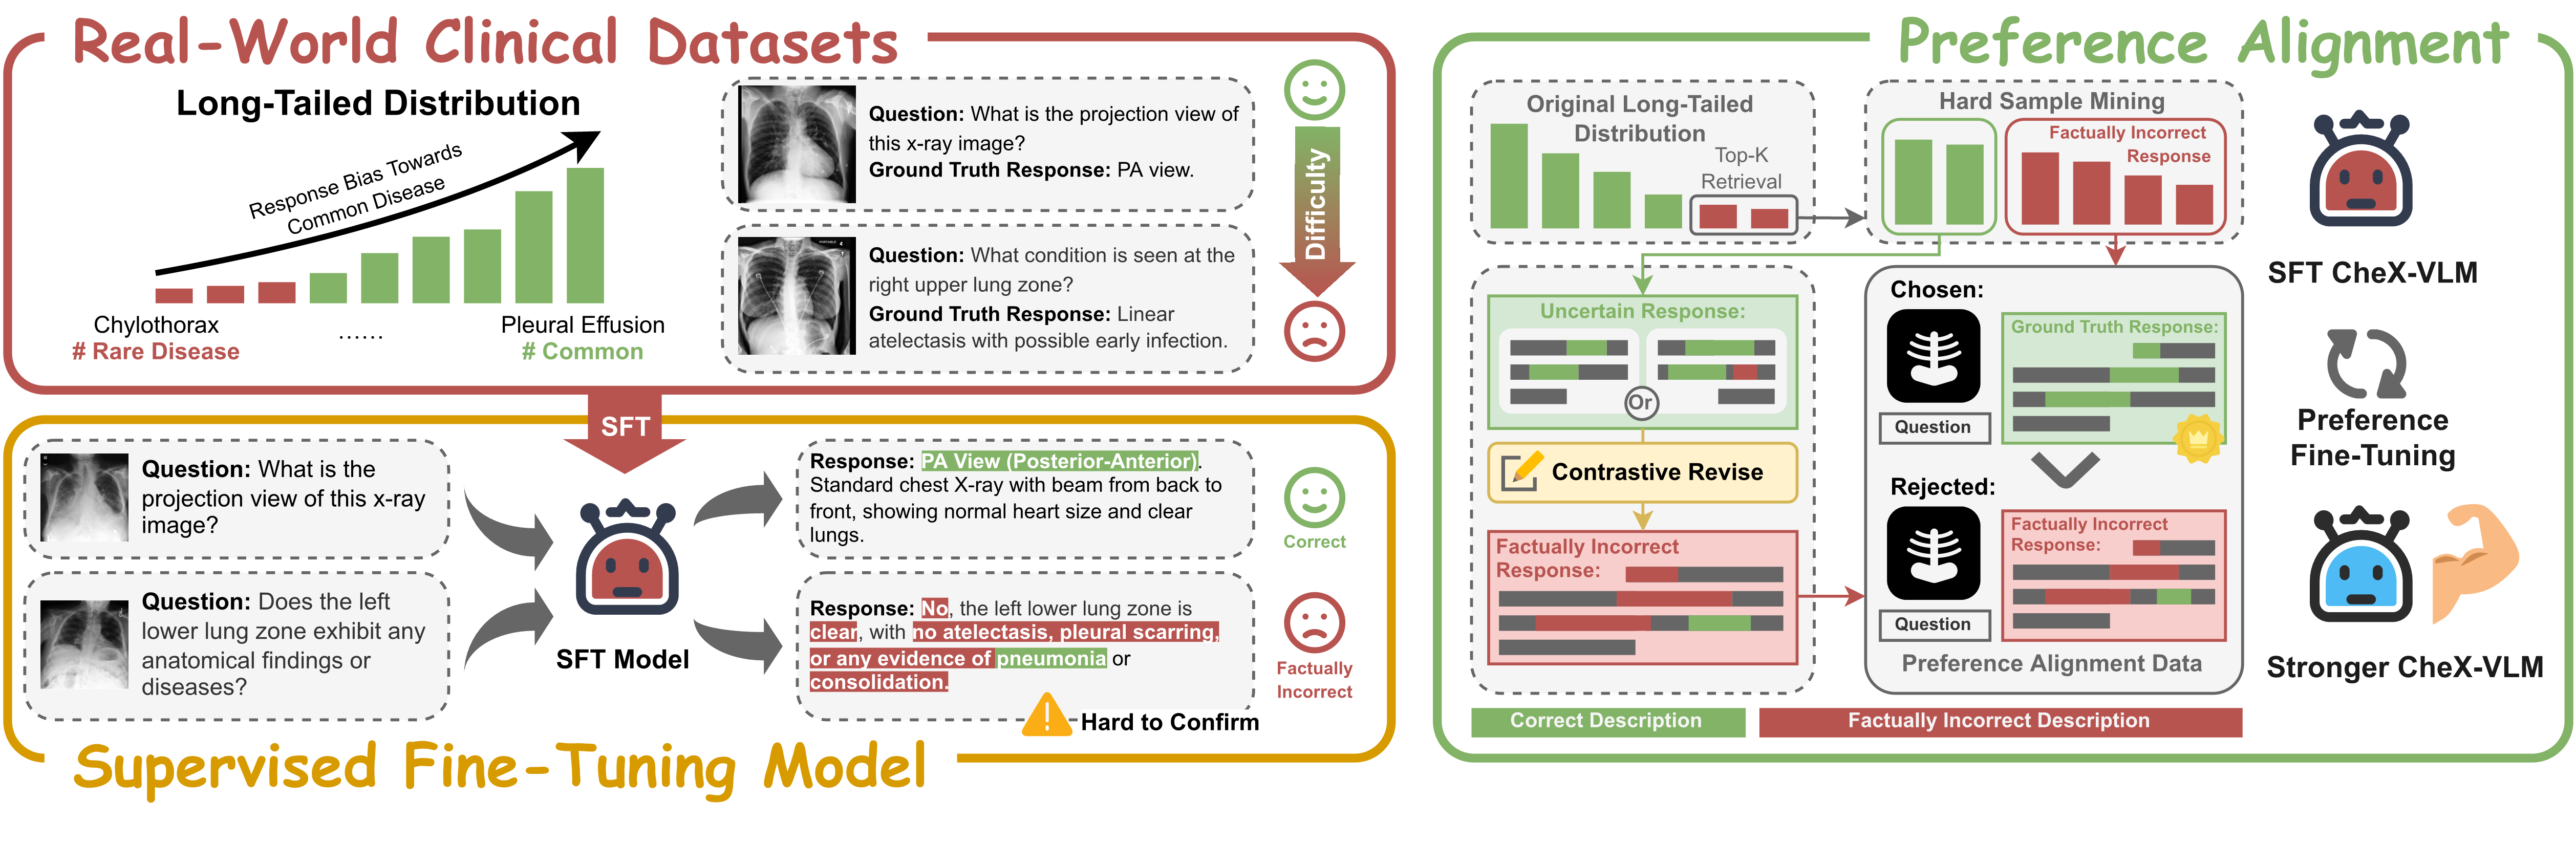 Real-World Clinical Datasets
Long-Tailed Distribution
Response Bias Towards
Common Disease
Chylothorax
# Rare Disease
......
Pleural Effusion
# Common
Question: What is the projection view of
this x-ray image?
Ground Truth Response: PA view.
Question: What condition is seen at the
right upper lung zone?
Ground Truth Response: Linear
atelectasis with possible early infection.
Difficulty
SFT
Question: What is the
projection view of this x-ray
image?
Question: Does the left
lower lung zone exhibit any
anatomical findings or
diseases?
SFT Model
Response: PA View (Posterior-Anterior).
Standard chest X-ray with beam from back to
front, showing normal heart size and clear
lungs.
Correct
Response: No, the left lower lung zone is
clear, with no atelectasis, pleural scarring,
or any evidence of pneumonia or
consolidation.
Factually
Incorrect
Hard to Confirm
Supervised Fine-Tuning Model
Preference Alignment
Original Long-Tailed
Distribution
Top-K
Retrieval
Hard Sample Mining
Factually Incorrect
Response
Uncertain Response:
Or
Contrastive Revise
Factually Incorrect
Response:
Chosen:
Question
Ground Truth Response:
Rejected:
Question
Factually Incorrect
Response:
Preference Alignment Data
Correct Description
Factually Incorrect Description
SFT CheX-VLM
Preference
Fine-Tuning
Stronger CheX-VLM